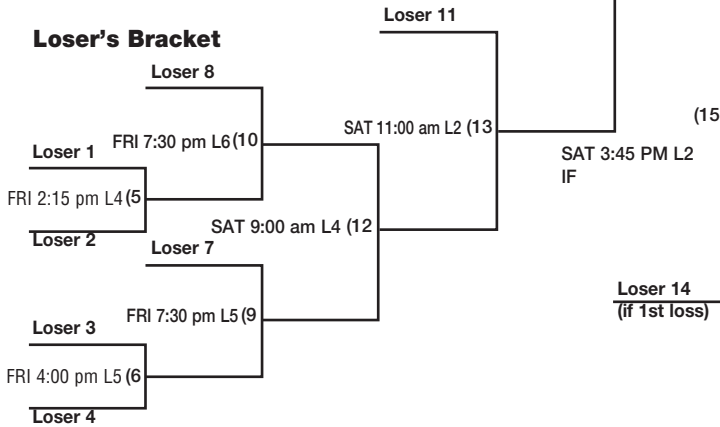 Loser 11
Loser's Bracket
Loser 8
(15
SAT 11:00 am L2 (13
FRI 7:30 pm L6 (10
Loser 1
SAT 3:45 PM L2
IF
FRI 2:15 pm L4 (5
SAT 9:00 am L4 (12
Loser 2
Loser 7
Loser 14
(if 1st loss)
FRI 7:30 pm L5 (9
Loser 3
FRI 4:00 pm L5 (6
Loser 4